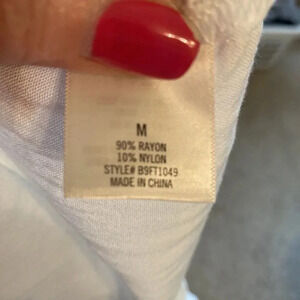 M
90% RAYON
10% NYLON
STYLE# B9FT1049
MADE IN CHINA